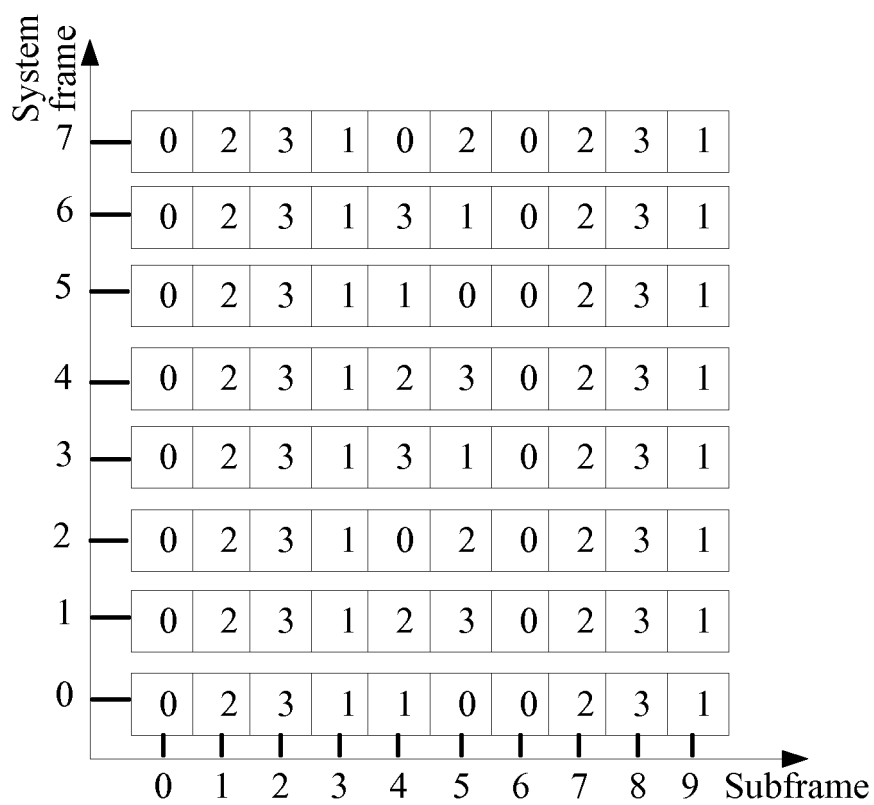 System
frame
7 0 2 3 1 0 2 0 2 3 1
6 0 2 3 1 3 1 0 2 3 1
5 0 2 3 1 1 0 0 2 3 1
4 0 2 3 1 2 3 0 2 3 1
3 0 2 3 1 3 1 0 2 3 1
2 0 2 3 1 0 2 0 2 3 1
1 0 2 3 1 2 3 0 2 3 1
0 0 2 3 1 1 0 0 2 3 1
0 1 2 3 4 5 6 7 8 9 Subframe